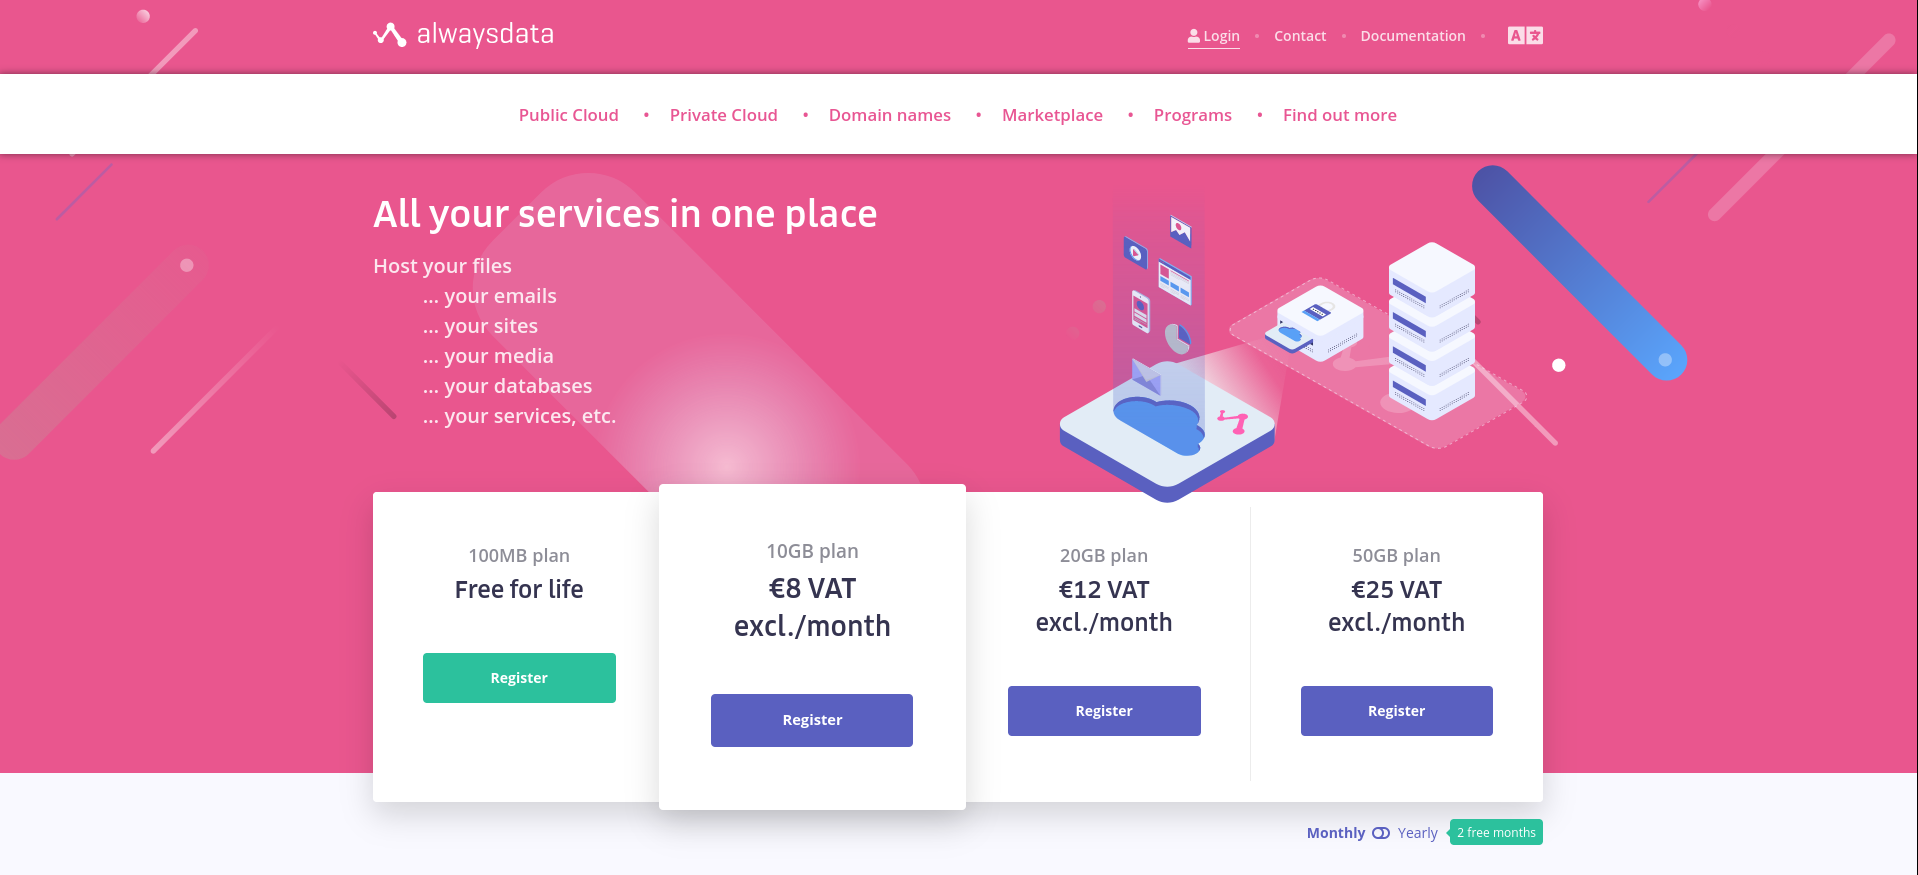 alwaysdata
Login • Contact • Documentation •
Public Cloud • Private Cloud • Domain names • Marketplace • Programs • Find out more
All your services in one place
Host your files
... your emails
... your sites
... your media
... your databases
... your services, etc.
100MB plan
Free for life
Register
10GB plan
€8 VAT
excl./month
Register
20GB plan
€12 VAT
excl./month
Register
50GB plan
€25 VAT
excl./month
Register
Monthly Yearly 2 free months